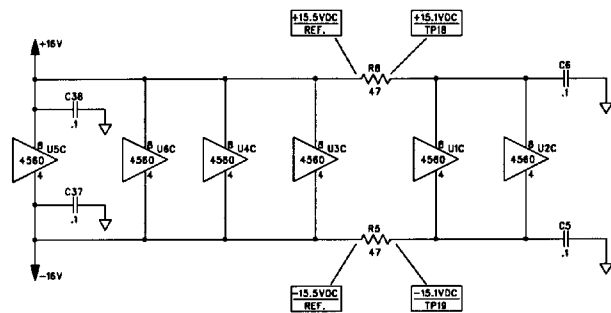 +15.5VDC
REF.
+15.1VDC
TP18
+16V
R6
47
C6
.1
C38
.1
8
U5C
4560
4
8
U6C
4560
4
8
U4C
4560
4
8
U3C
4560
4
8
U1C
4560
4
8
U2C
4560
4
C37
.1
R5
47
C5
.1
-16V
-15.5VDC
REF.
-15.1VDC
TP19